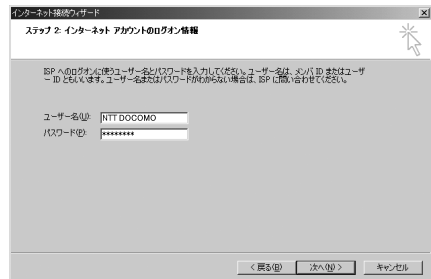 インターネット接続ウィザード
ステップ 2: インターネット アカウントのログオン情報
ISP へのログオンに使うユーザー名とパスワードを入力してください。ユーザー名は、メンバ ID またはユーザ
ー ID ともいいます。ユーザー名またはパスワードがわからない場合は、ISP に問い合わせてください。
ユーザー名(U): NTT DOCOMO
パスワード(P): ********
< 戻る(B) 次へ(N) > キャンセル